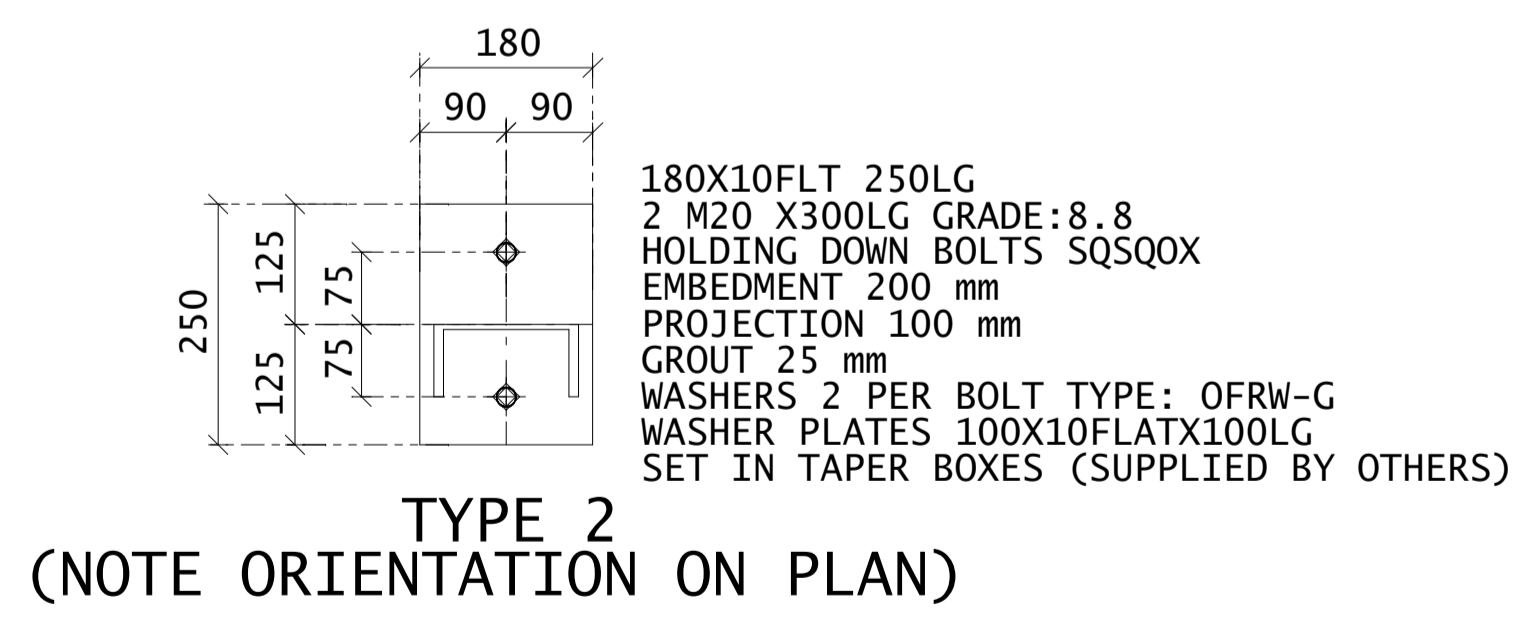 180
90 90
180X10FLT 250LG
2 M20 X300LG GRADE:8.8
HOLDING DOWN BOLTS SQSQOX
EMBEDMENT 200 mm
PROJECTION 100 mm
GROUT 25 mm
WASHERS 2 PER BOLT TYPE: OFRW-G
WASHER PLATES 100X10FLATX100LG
SET IN TAPER BOXES (SUPPLIED BY OTHERS)
250
125
125
75
75
TYPE 2
(NOTE ORIENTATION ON PLAN)